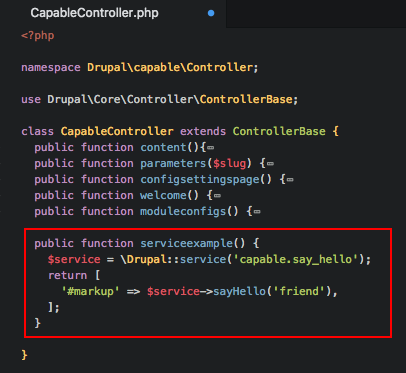 CapableController.php
<?php
namespace Drupal\capable\Controller;
use Drupal\Core\Controller\ControllerBase;
class CapableController extends ControllerBase {
public function content(){
public function parameters($slug) {
public function configsettingspage() {
public function welcome() {
public function moduleconfigs() {
public function serviceexample() {
$service = \Drupal::service('capable.say_hello');
return [
'#markup' => $service->sayHello('friend'),
];
}
}